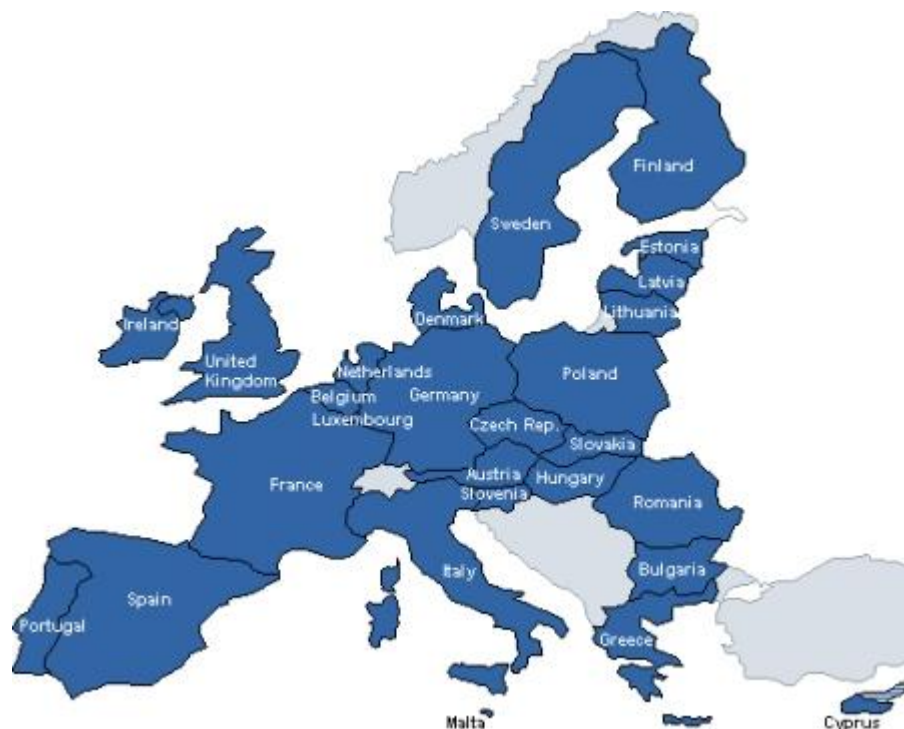 Finland
Sweden
Estonia
Latvia
Lithuania
Denmark
Ireland
United
Kingdom
Netherlands
Poland
Belgium
Germany
Luxembourg
Czech Rep.
Slovakia
Austria
Hungary
France
Slovenia
Romania
Italy
Bulgaria
Spain
Portugal
Greece
Malta
Cyprus